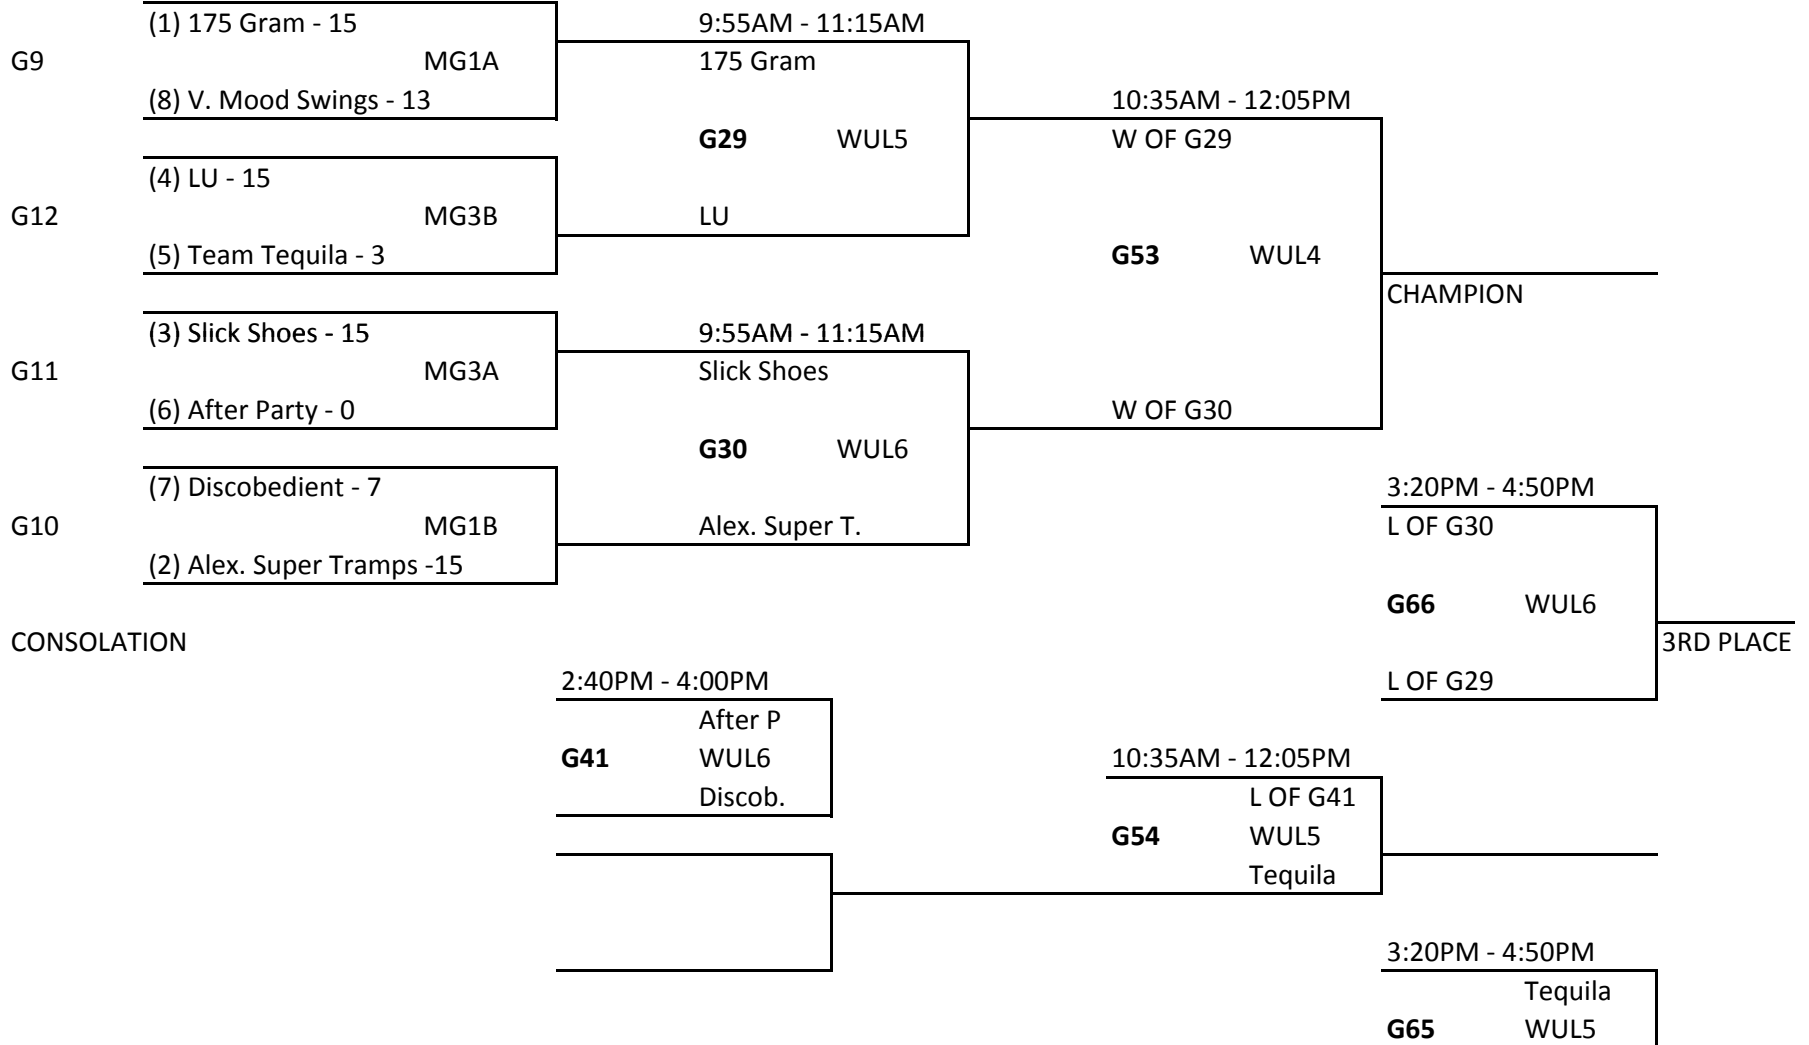 (1) 175 Gram - 15 9:55AM - 11:15AM
G9 MG1A 175 Gram
(8) V. Mood Swings - 13 10:35AM - 12:05PM
G29 WUL5 W OF G29
(4) LU - 15
G12 MG3B LU
(5) Team Tequila - 3 G53 WUL4
CHAMPION
(3) Slick Shoes - 15 9:55AM - 11:15AM
G11 MG3A Slick Shoes
(6) After Party - 0 W OF G30
G30 WUL6
(7) Discobedient - 7 3:20PM - 4:50PM
G10 MG1B Alex. Super T. L OF G30
(2) Alex. Super Tramps -15
G66 WUL6
CONSOLATION 3RD PLACE
2:40PM - 4:00PM L OF G29
After P
G41 WUL6 10:35AM - 12:05PM
Discob. L OF G41
G54 WUL5
Tequila
3:20PM - 4:50PM
Tequila
G65 WUL5